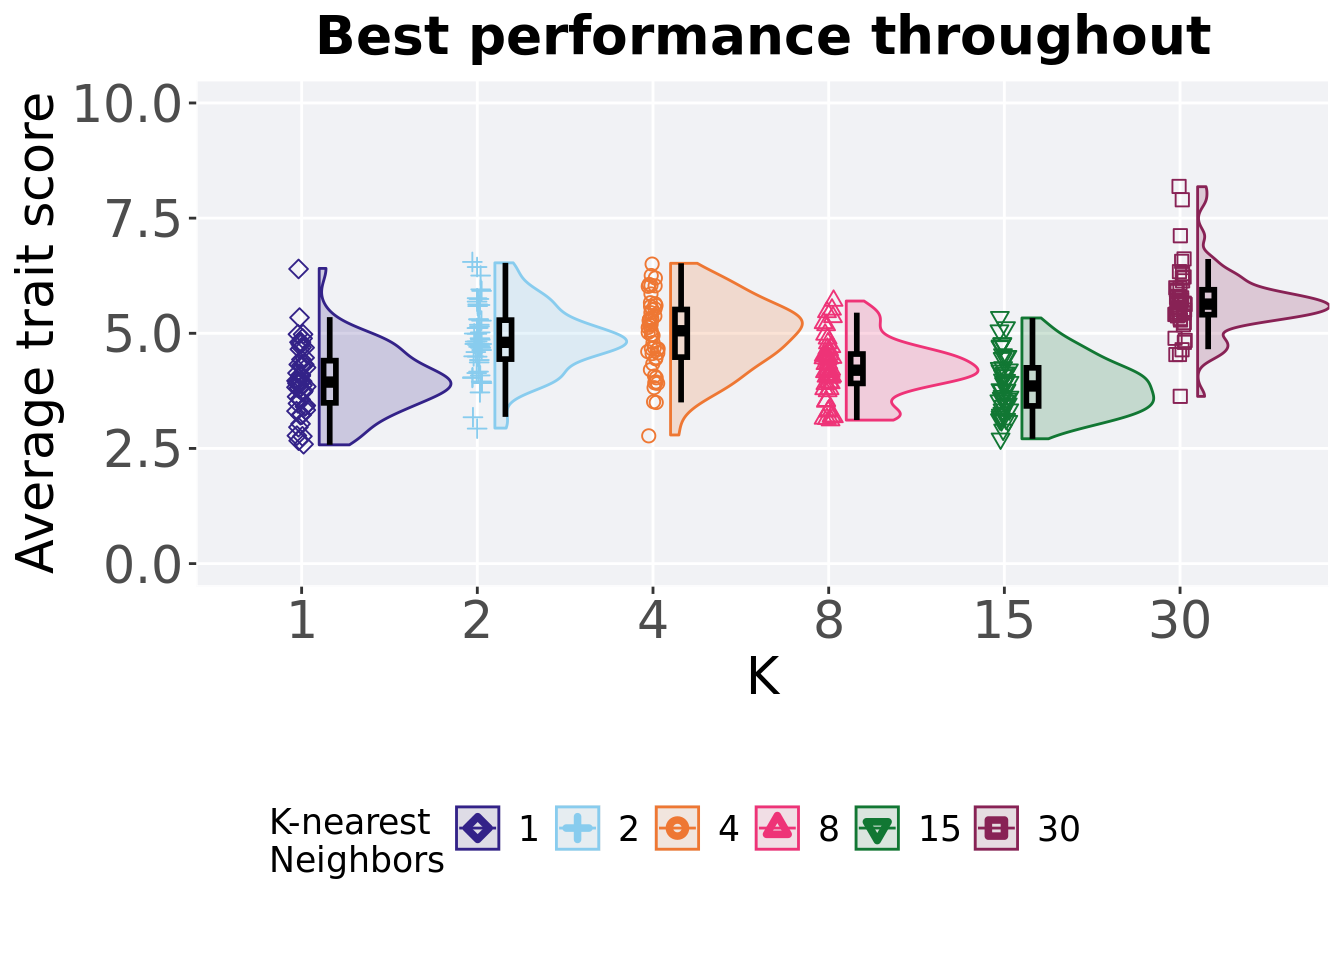 Best performance throughout
Average trait score
10.0
7.5
5.0
2.5
0.0
1 2 4 8 15 30
K
K-nearest
Neighbors
1 2 4 8 15 30